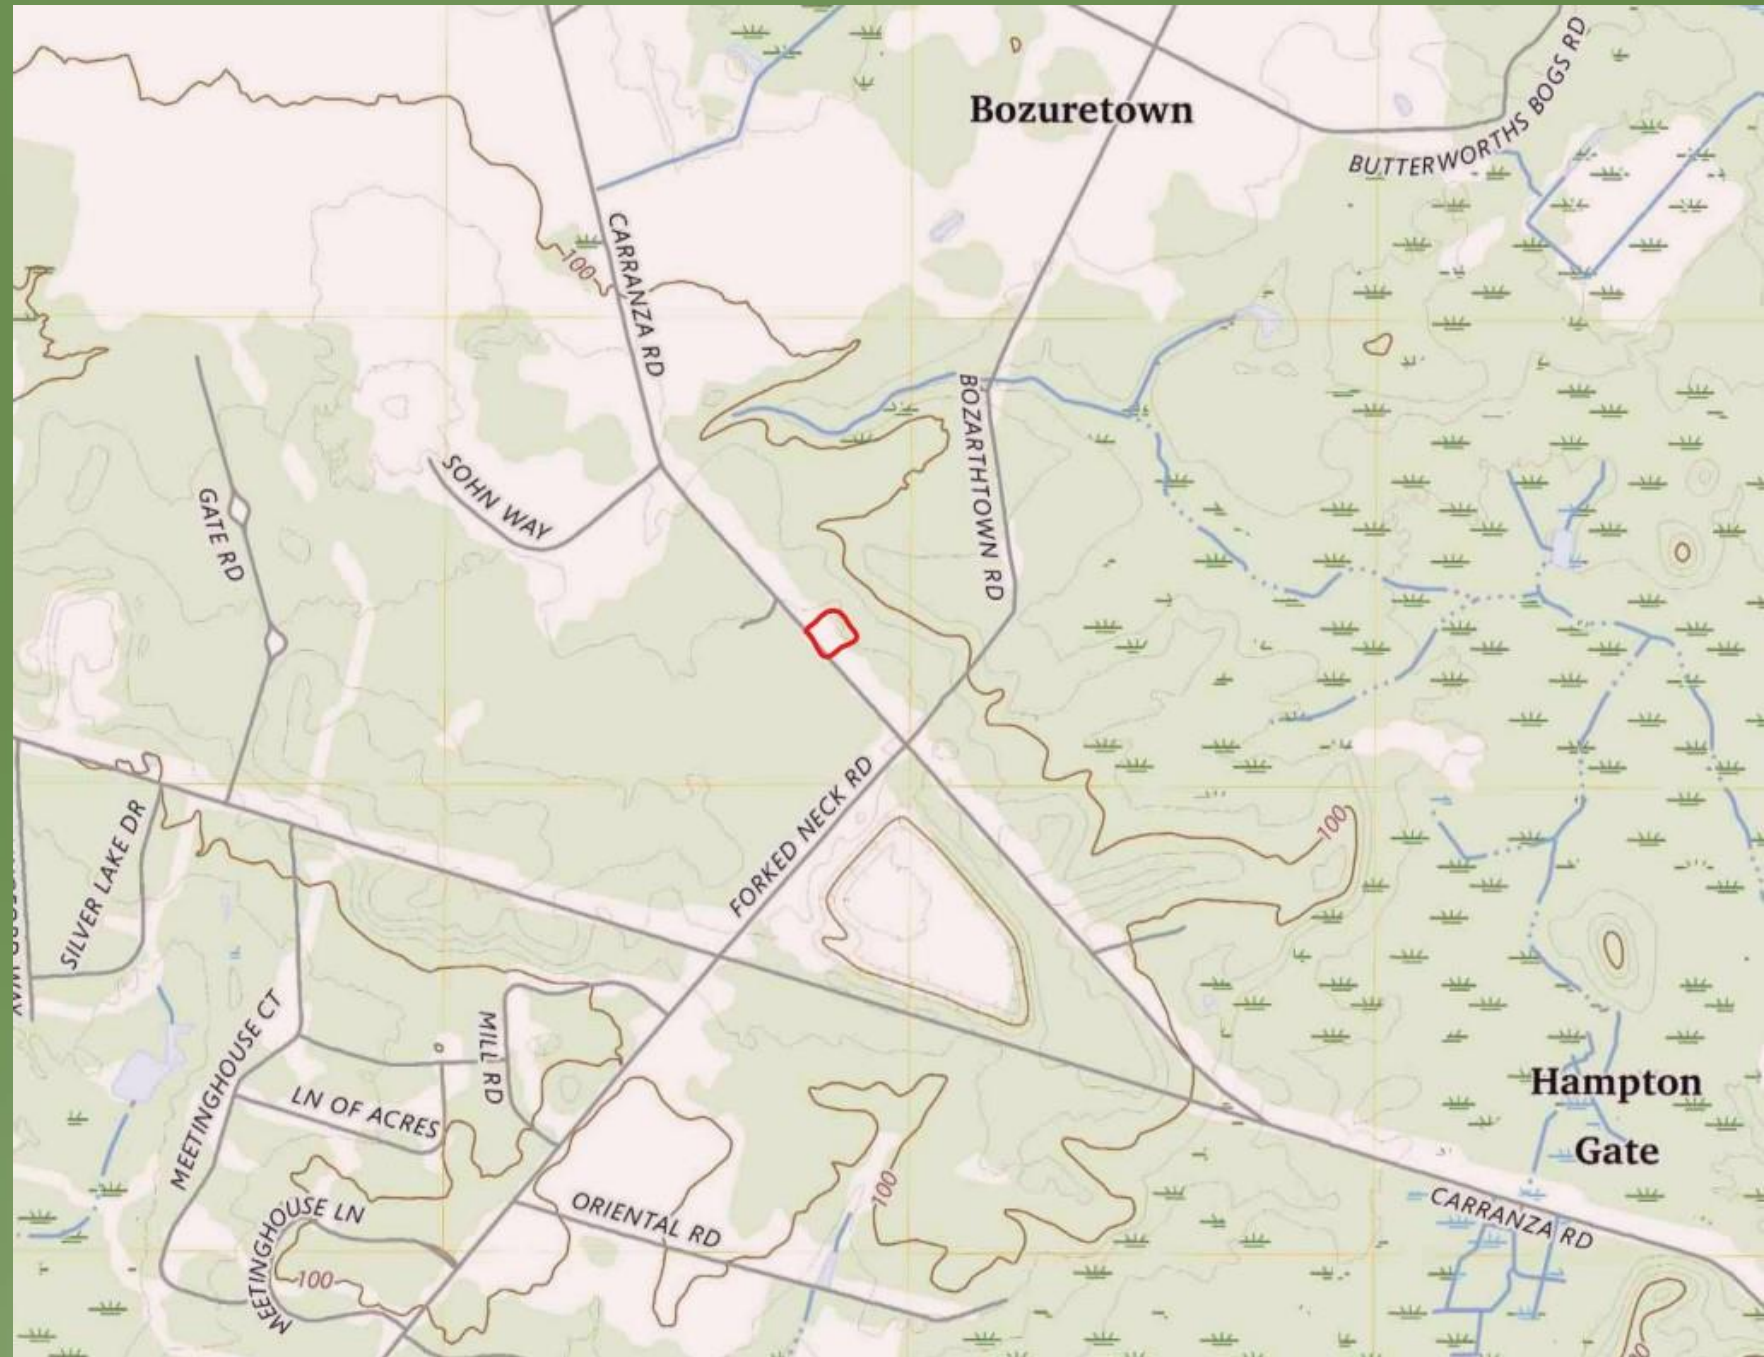 BUTTERWORTHS BOGS RD
Bozuretown
CARRANZA RD
100
BOZARTHTOWN RD
SOHN WAY
GATE RD
FORKED NECK RD
100
SILVER LAKE DR
MEETINGHOUSE CT
MILL RD
LN OF ACRES
Hampton
Gate
100
ORIENTAL RD
CARRANZA RD
MEETINGHOUSE LN
100